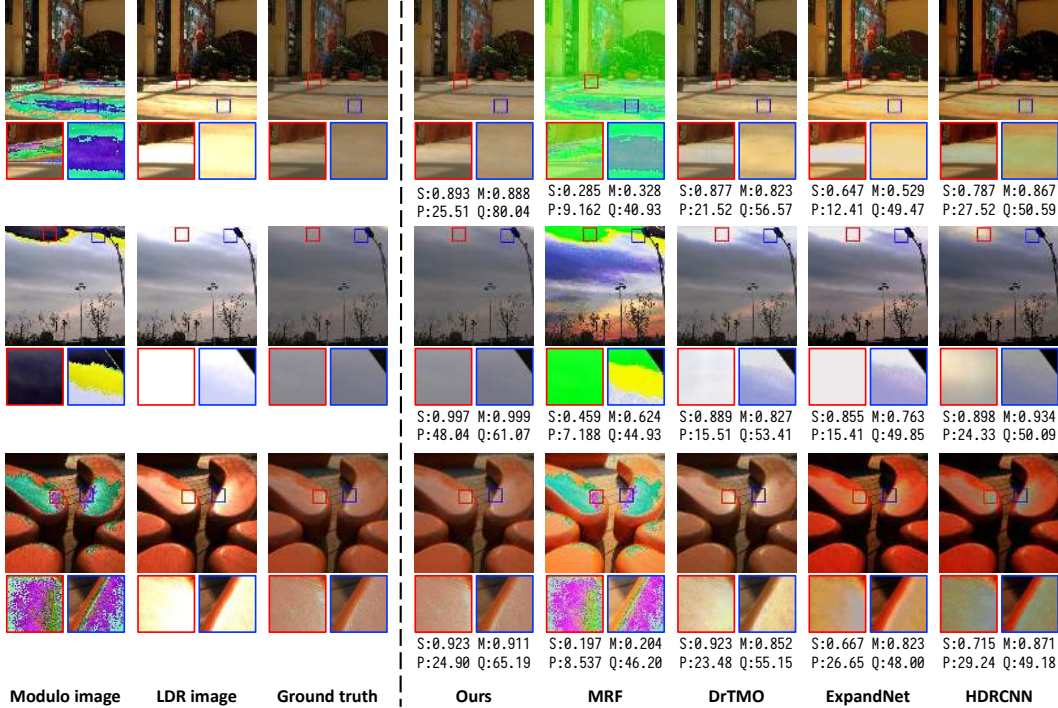 S:0.893 M:0.888 S:0.285 M:0.328 S:0.877 M:0.823 S:0.647 M:0.529 S:0.787 M:0.867
P:25.51 Q:80.04 P:9.162 Q:40.93 P:21.52 Q:56.57 P:12.41 Q:49.47 P:27.52 Q:50.59
S:0.997 M:0.999 S:0.459 M:0.624 S:0.889 M:0.827 S:0.855 M:0.763 S:0.898 M:0.934
P:48.04 Q:61.07 P:7.188 Q:44.93 P:15.51 Q:53.41 P:15.41 Q:49.85 P:24.33 Q:50.09
S:0.923 M:0.911 S:0.197 M:0.204 S:0.923 M:0.852 S:0.667 M:0.823 S:0.715 M:0.871
P:24.90 Q:65.19 P:8.537 Q:46.20 P:23.48 Q:55.15 P:26.65 Q:48.00 P:29.24 Q:49.18
Modulo image LDR image Ground truth Ours MRF DrTMO ExpandNet HDRCNN